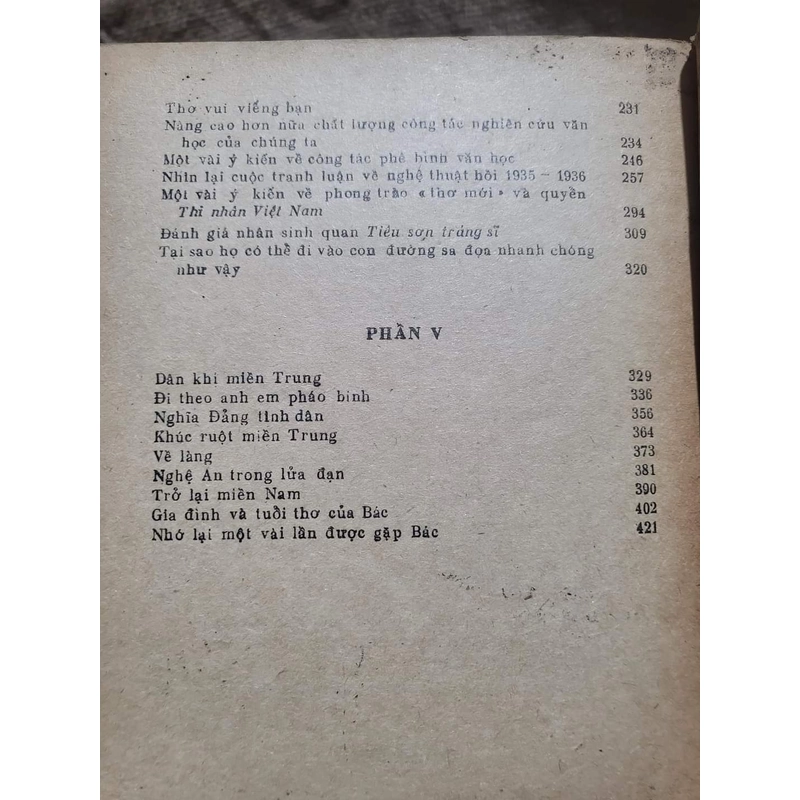 Thơ vui viếng bạn 231
Nâng cao hơn nữa chất lượng công tác nghiên cứu văn
học của chúng ta 234
Một vài ý kiến về công tác phê bình văn học 246
Nhìn lại cuộc tranh luận về nghệ thuật hồi 1935 - 1936 257
Một vài ý kiến về phong trào « thơ mới » và quyển
Thi nhân Việt Nam 294
Đánh giá nhân sinh quan Tiêu sơn tráng sĩ 309
Tại sao họ có thể đi vào con đường sa đọa nhanh chóng
như vậy 320
PHẦN V
Dân khí miền Trung 329
Đi theo anh em pháo binh 336
Nghĩa Đảng tình dân 356
Khúc ruột miền Trung 364
Về làng 373
Nghệ An trong lửa đạn 381
Trở lại miền Nam 390
Gia đình và tuổi thơ của Bác 402
Nhớ lại một vài lần được gặp Bác 421